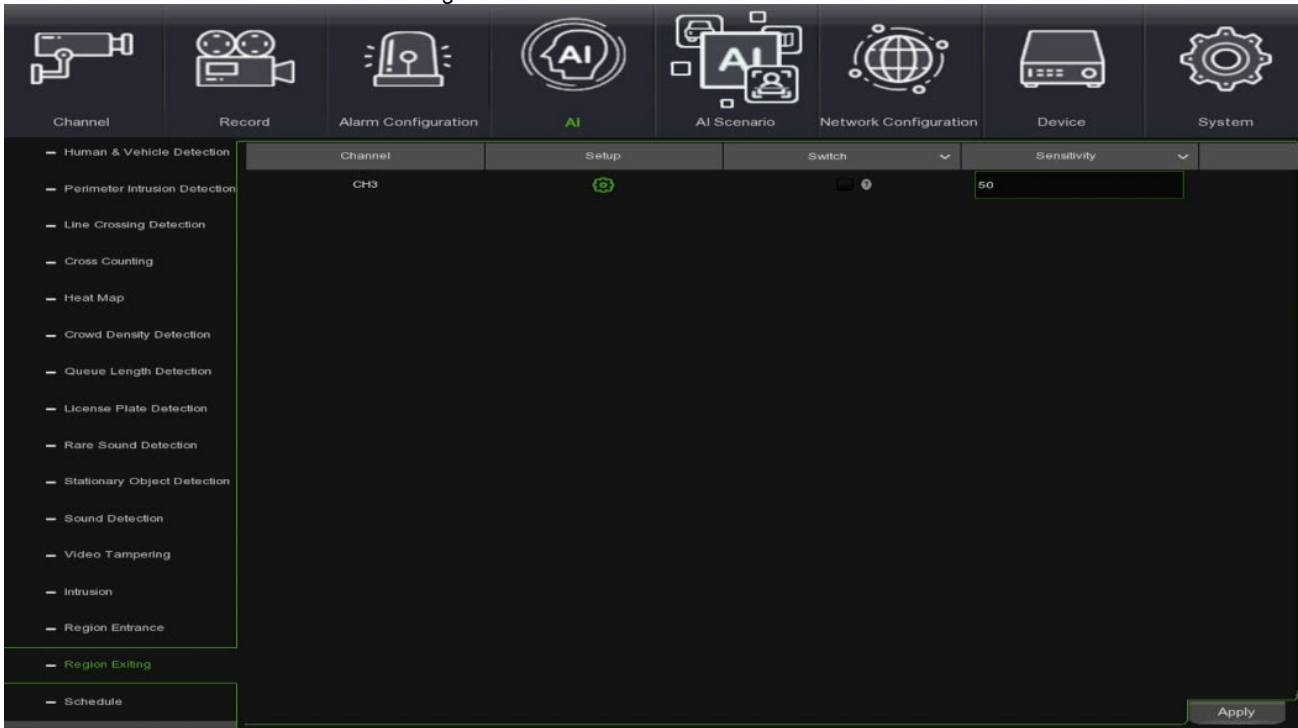 Channel Record Alarm Configuration AI AI Scenario Network Configuration Device System
Human & Vehicle Detection
Perimeter Intrusion Detection
Line Crossing Detection
Cross Counting
Heat Map
Crowd Density Detection
Queue Length Detection
License Plate Detection
Rare Sound Detection
Stationary Object Detection
Sound Detection
Video Tampering
Intrusion
Region Entrance
Region Exiting
Schedule
Channel Setup Switch Sensitivity
CH3 50
Apply